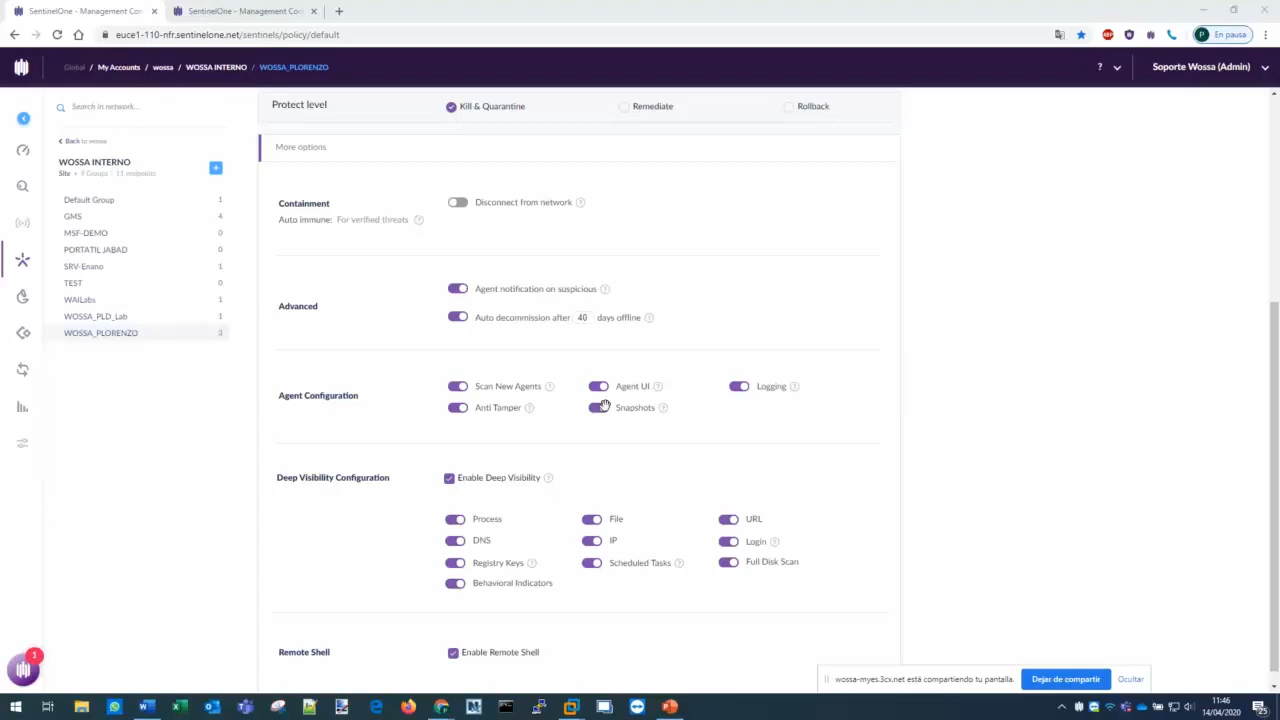 SentinelOne - Management Con
SentinelOne - Management Con
euce1-110-nfr.sentinelone.net/sentinels/policy/default
ABP
P En pausa
Global / My Accounts / wossa / WOSSA INTERNO / WOSSA_PLORENZO
? Soporte Wossa (Admin)
Search in network...
Back to wossa
WOSSA INTERNO
Site • 9 Groups | 11 endpoints
Default Group 1
GMS 4
MSF-DEMO 0
PORTATIL JABAD 0
SRV-Enano 1
TEST 0
WAILabs 1
WOSSA_PLD_Lab 1
WOSSA_PLORENZO 3
Protect level Kill & Quarantine Remediate Rollback
More options
Containment Disconnect from network ?
Auto immune: For verified threats ?
Advanced
Agent notification on suspicious ?
Auto decommission after 40 days offline ?
Agent Configuration
Scan New Agents ? Agent UI ? Logging ?
Anti Tamper ? Snapshots ?
Deep Visibility Configuration Enable Deep Visibility ?
Process File URL
DNS IP Login ?
Registry Keys ? Scheduled Tasks ? Full Disk Scan
Behavioral Indicators
Remote Shell Enable Remote Shell
1
wossa-myes.3cx.net está compartiendo tu pantalla. Dejar de compartir Ocultar
11:46
14/04/2020
25